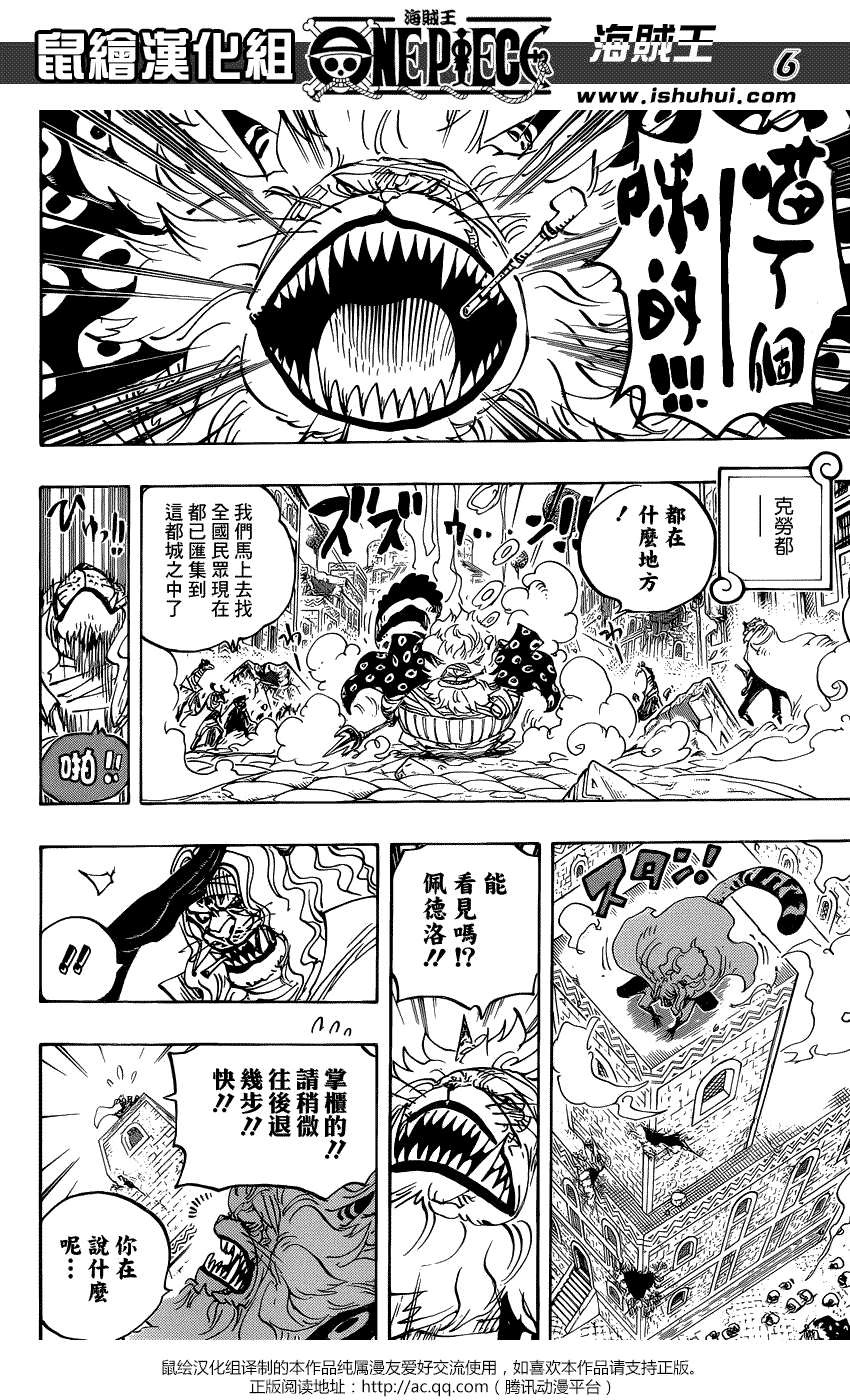 鼠繪漢化組
海賊王
ONE PIECE
海賊王
6
www.ishuhui.com
喵了個
——咪的!!!
克勞都
——
都在
什麼地方
！
ズズ
ドン!!
我們馬上去找
全國民眾現在
都已匯集到
這都城之中了
ひゅっ!!
啪!!
スタン!
能
看見嗎!?
佩德洛!!
!!
掌櫃的!!
請稍微
往後退
幾步!!
快!!
你在
說什麼
呢…
鼠绘汉化组译制的本作品纯属漫友爱好交流使用，如喜欢本作品请支持正版。
正版阅读地址：http://ac.qq.com（腾讯动漫平台）